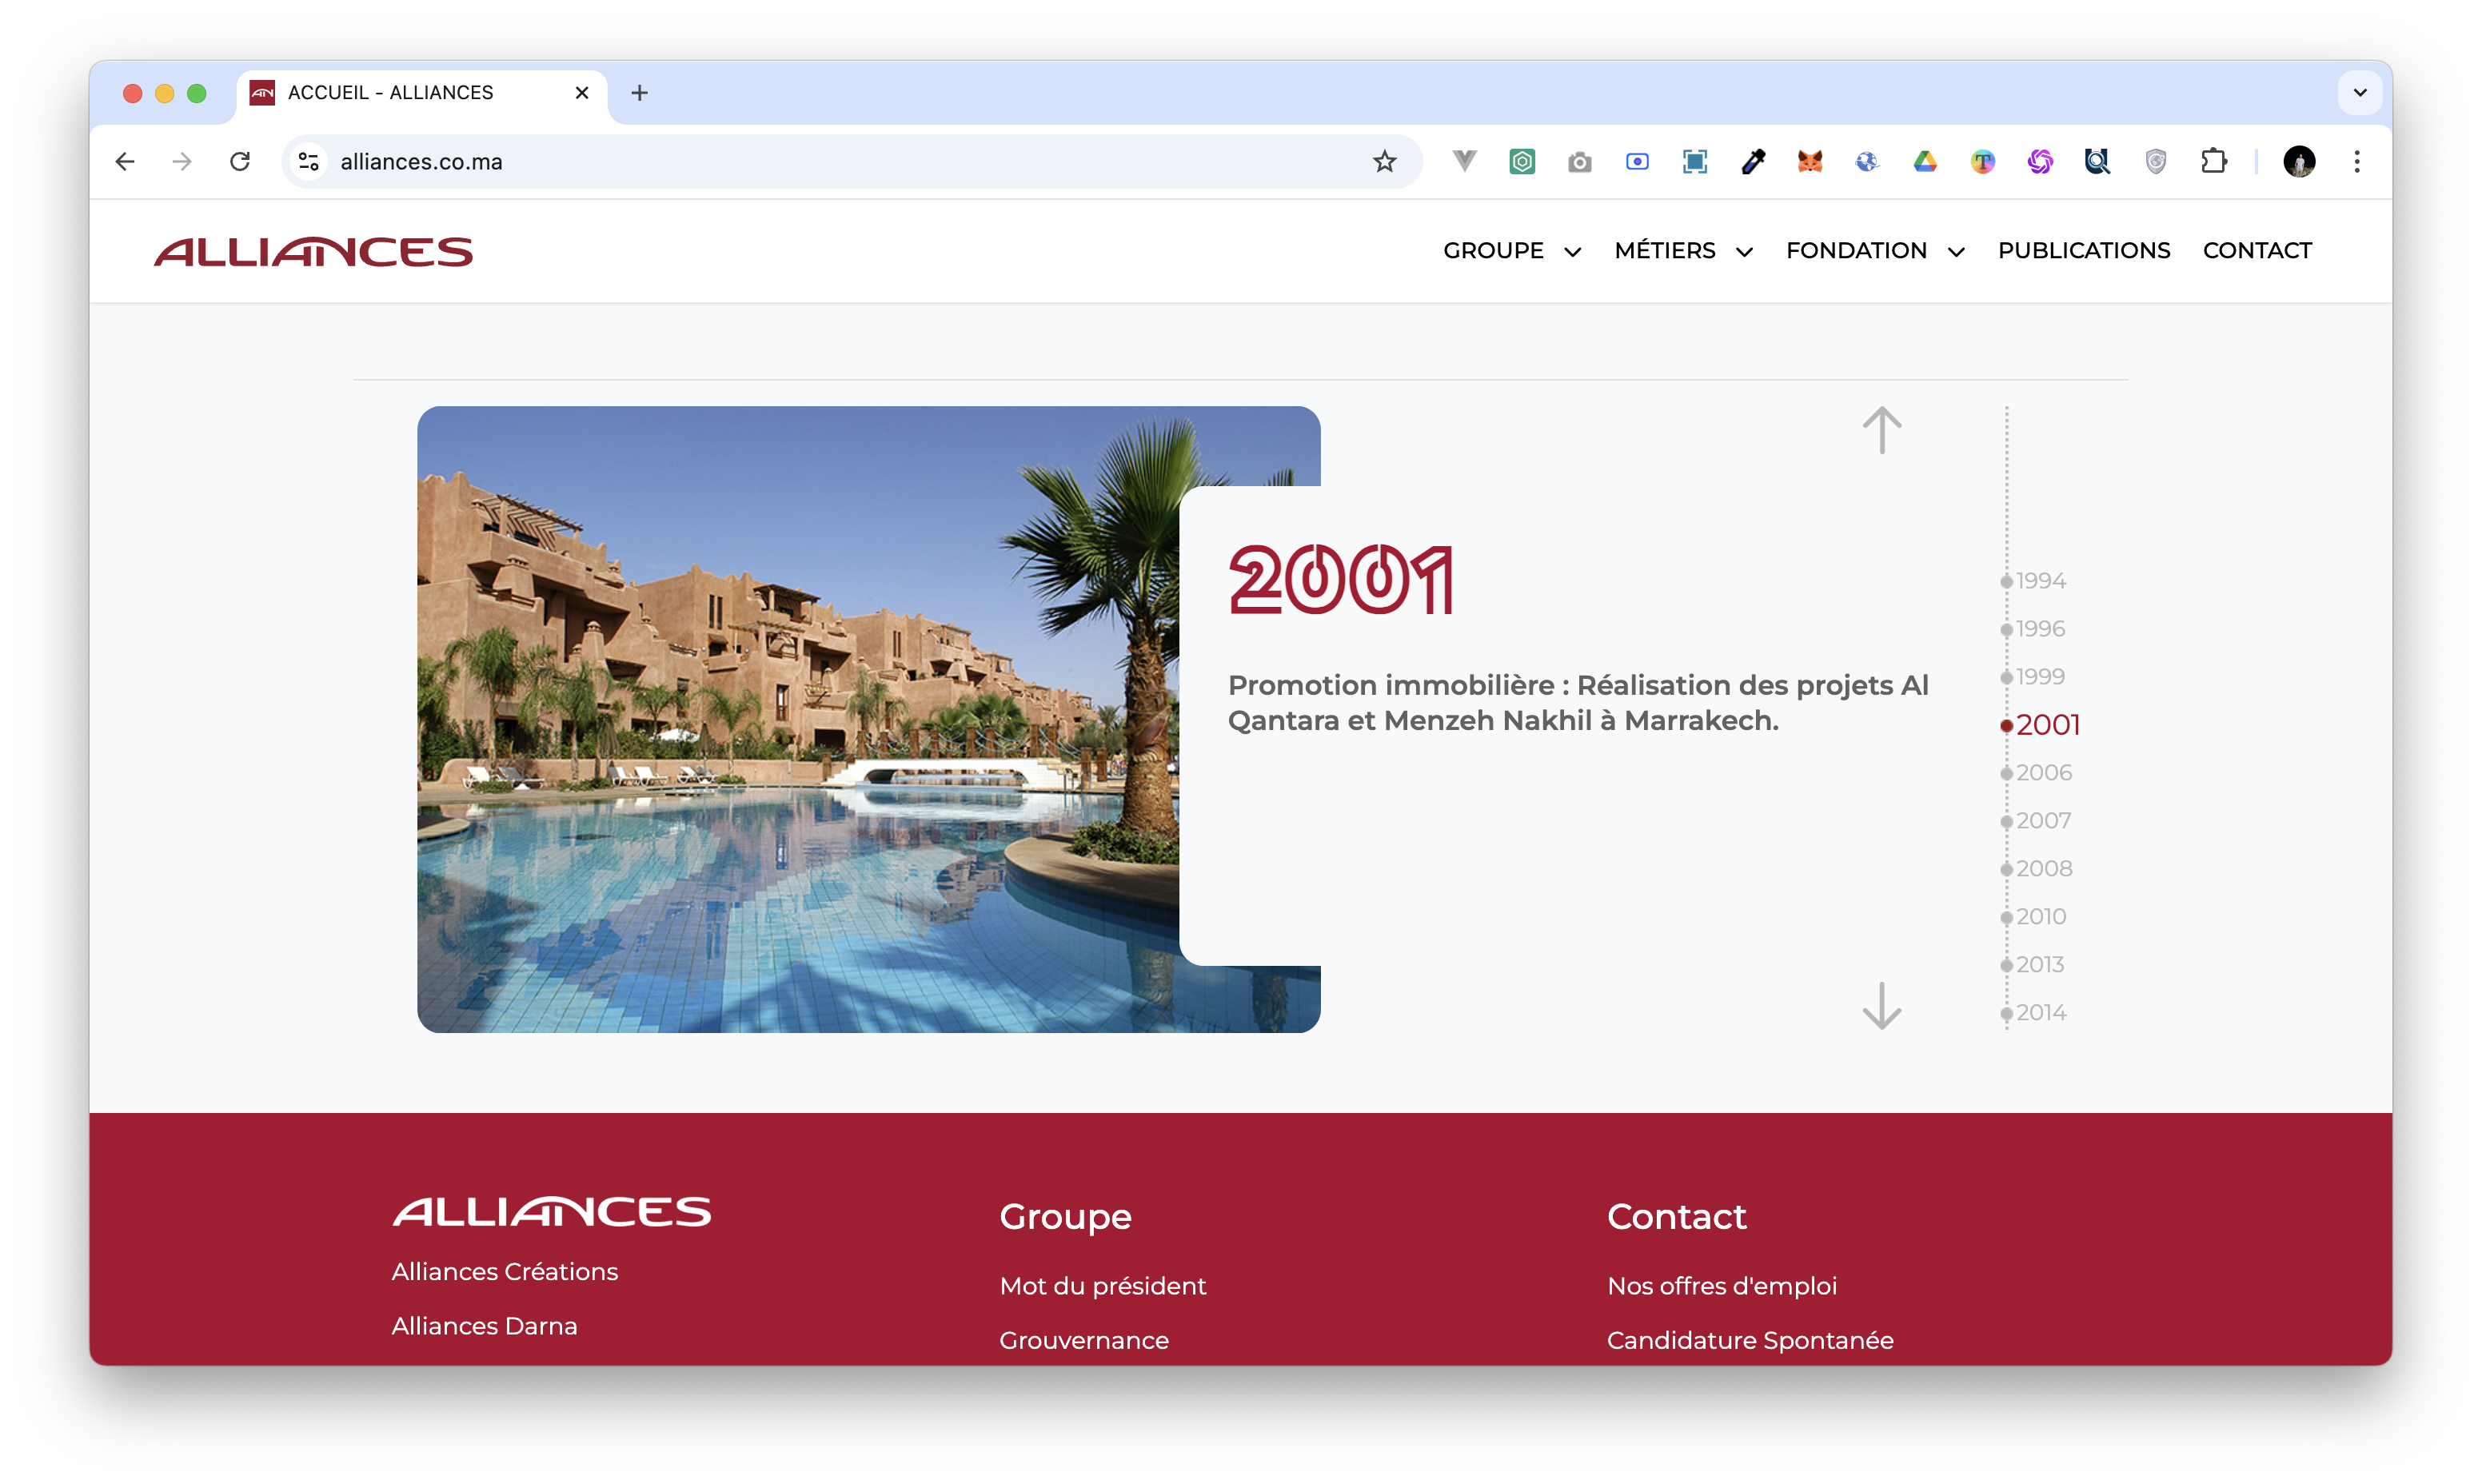 ACCUEIL - ALLIANCES
alliances.co.ma
ALLIANCES
GROUPE
MÉTIERS
FONDATION
PUBLICATIONS
CONTACT
2001
Promotion immobilière : Réalisation des projets Al
Qantara et Menzeh Nakhil à Marrakech.
1994
1996
1999
2001
2006
2007
2008
2010
2013
2014
ALLIANCES
Alliances Créations
Alliances Darna
Groupe
Mot du président
Grouvernance
Contact
Nos offres d'emploi
Candidature Spontanée